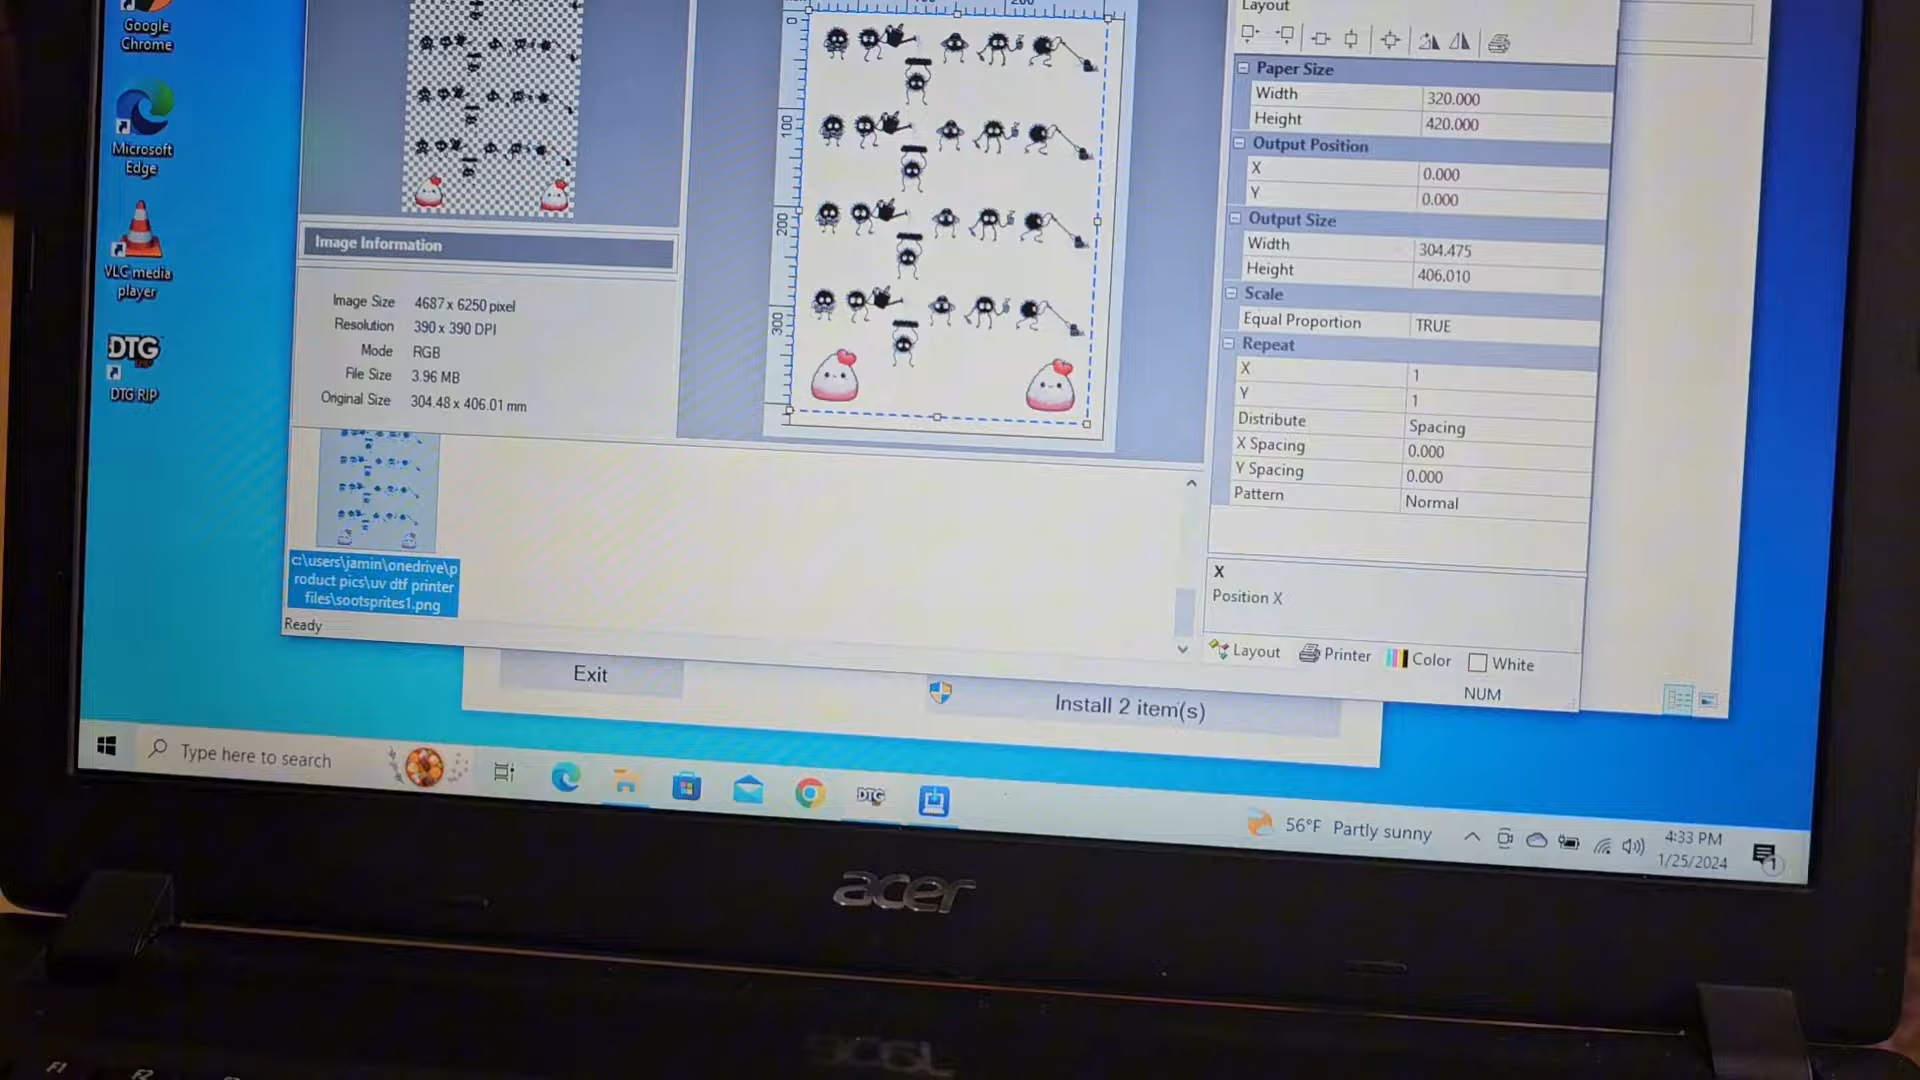 Google
Chrome
Microsoft
Edge
VLC media
player
DTG
DTG RIP
Image Information
Image Size 4687 x 6250 pixel
Resolution 390 x 390 DPI
Mode RGB
File Size 3.96 MB
Original Size 304.48 x 406.01 mm
0
100
200
300
c:\users\jamin\onedrive\p
roduct pics\uv dtf printer
files\sootsprites1.png
Ready
Layout
Paper Size
Width 320.000
Height 420.000
Output Position
X 0.000
Y 0.000
Output Size
Width 304.475
Height 406.010
Scale
Equal Proportion TRUE
Repeat
X 1
Y 1
Distribute Spacing
X Spacing 0.000
Y Spacing 0.000
Pattern Normal
X
Position X
Layout Printer Color White
NUM
Exit
Install 2 item(s)
Type here to search
DTG
56°F Partly sunny
4:33 PM
1/25/2024
1
acer
F1
F2